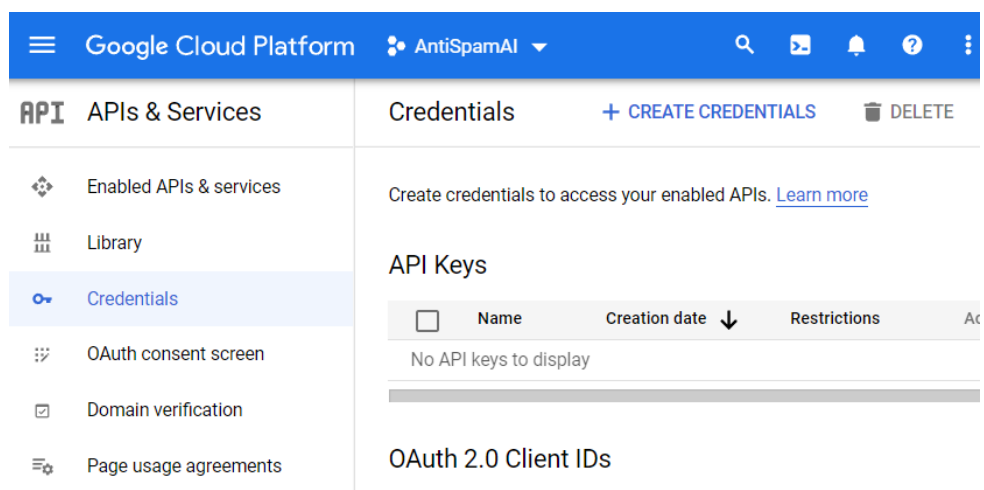 Google Cloud Platform AntiSpamAI
API APIs & Services
Credentials + CREATE CREDENTIALS DELETE
Enabled APIs & services
Library
Credentials
OAuth consent screen
Domain verification
Page usage agreements
Create credentials to access your enabled APIs. Learn more
API Keys
Name Creation date Restrictions
No API keys to display
OAuth 2.0 Client IDs